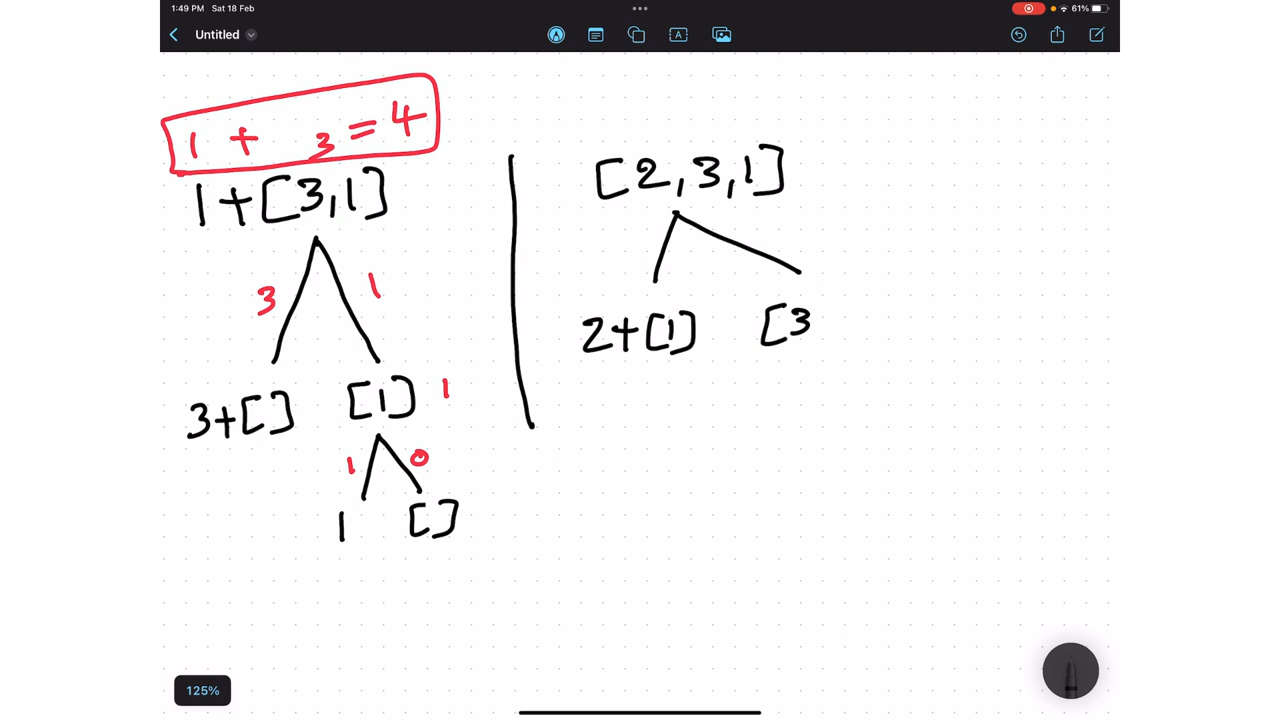 1:49 PM Sat 18 Feb
61%
Untitled
A
1 + 3 = 4
1+[3,1]
3 1
3+[] [1] 1
1 0
1 []
[2,3,1]
2+[1] [3
125%